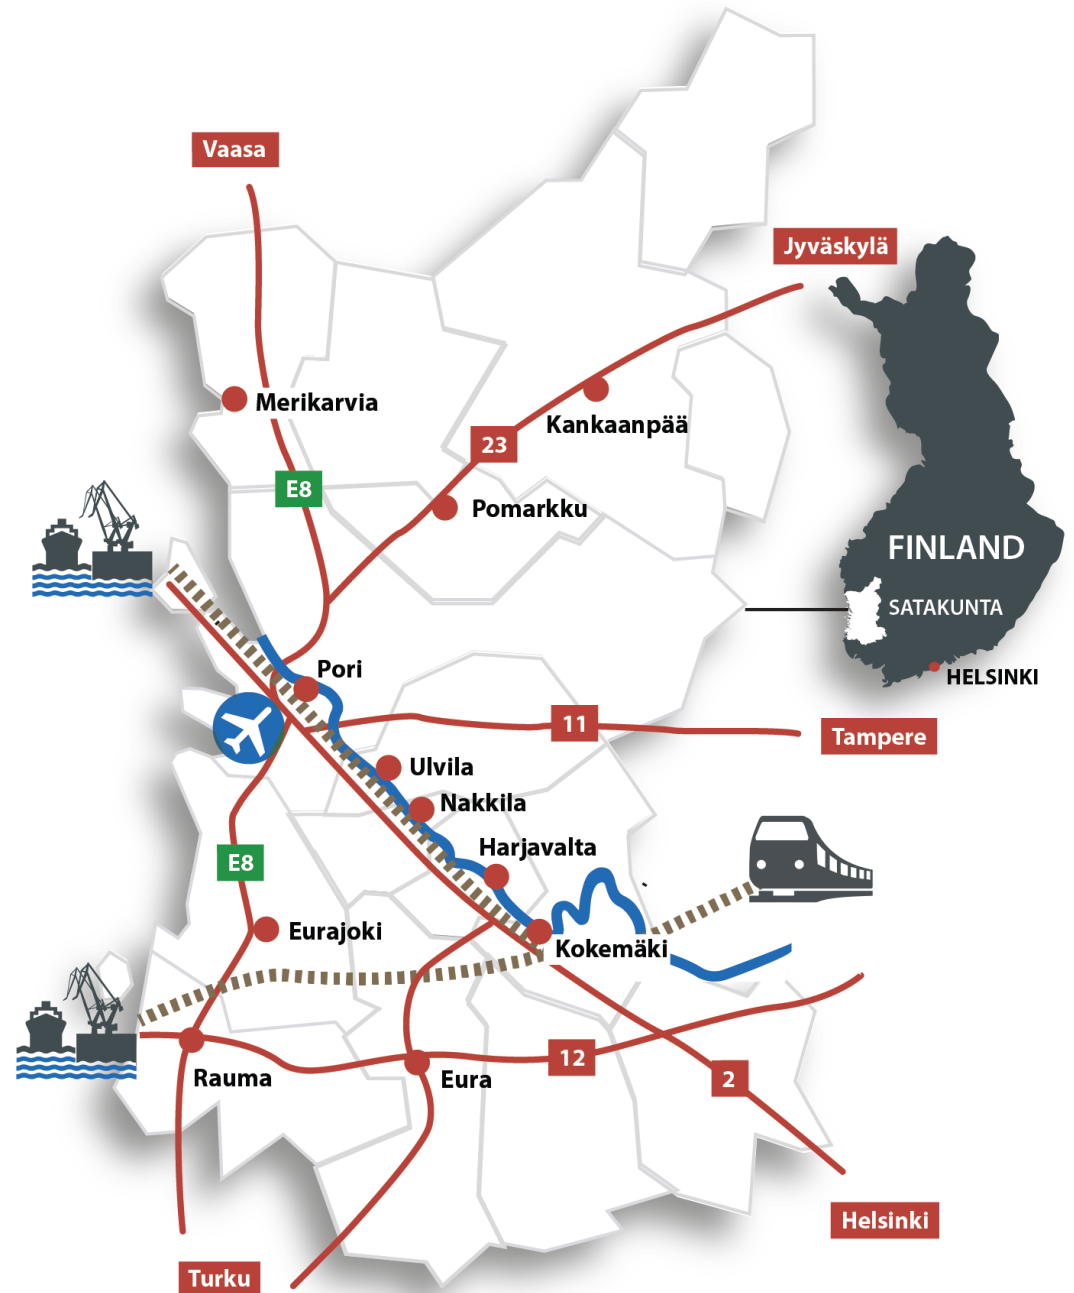 Vaasa
Jyväskylä
Merikarvia
Kankaanpää
23
E8
Pomarkku
FINLAND
SATAKUNTA
HELSINKI
Pori
11
Tampere
Ulvila
Nakkila
Harjavalta
E8
Eurajoki
Kokemäki
12
Rauma
Eura
2
Helsinki
Turku